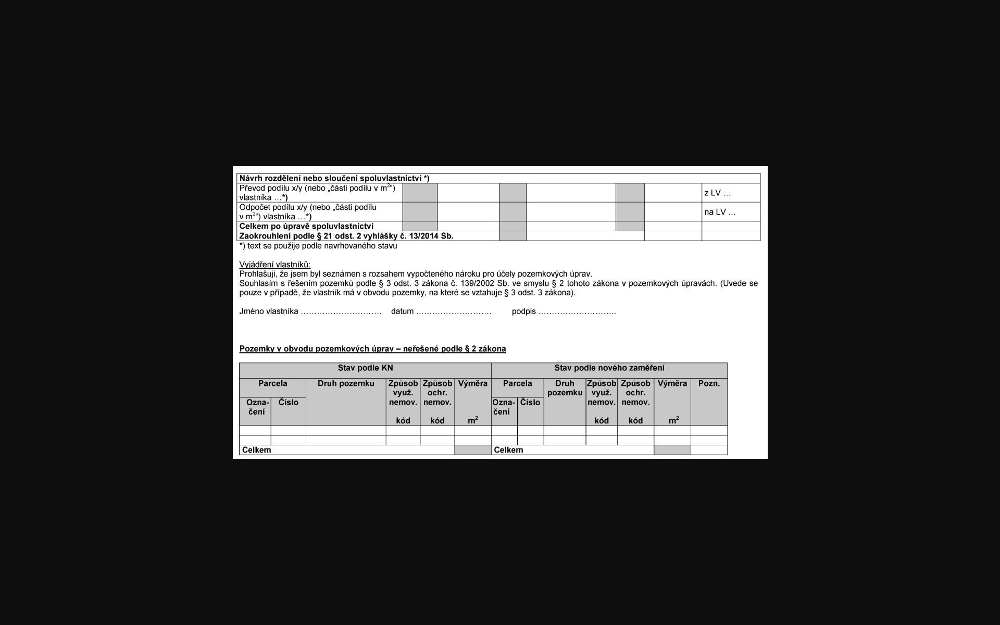 Návrh rozdělení nebo sloučení spoluvlastnictví *)
Převod podílu x/y (nebo „části podílu v m²“)
vlastníka …*)
z LV …
Odpočet podílu x/y (nebo „části podílu
v m²“) vlastníka …*)
na LV …
Celkem po úpravě spoluvlastnictví
Zaokrouhlení podle § 21 odst. 2 vyhlášky č. 13/2014 Sb.
*) text se použije podle navrhovaného stavu
Vyjádření vlastníků:
Prohlašuji, že jsem byl seznámen s rozsahem vypočteného nároku pro účely pozemkových úprav.
Souhlasím s řešením pozemků podle § 3 odst. 3 zákona č. 139/2002 Sb. ve smyslu § 2 tohoto zákona v pozemkových úpravách. (Uvede se
pouze v případě, že vlastník má v obvodu pozemky, na které se vztahuje § 3 odst. 3 zákona).
Jméno vlastníka ………………………… datum ………………………. podpis ………………………..
Pozemky v obvodu pozemkových úprav – neřešené podle § 2 zákona
Stav podle KN Stav podle nového zaměření
Parcela Druh pozemku Způsob Způsob Výměra Parcela Druh Způsob Způsob Výměra Pozn.
využ. ochr. pozemku využ. ochr.
Ozna- Číslo nemov. nemov. Ozna- Číslo nemov. nemov.
čení čení
kód kód m² kód kód m²
Celkem Celkem